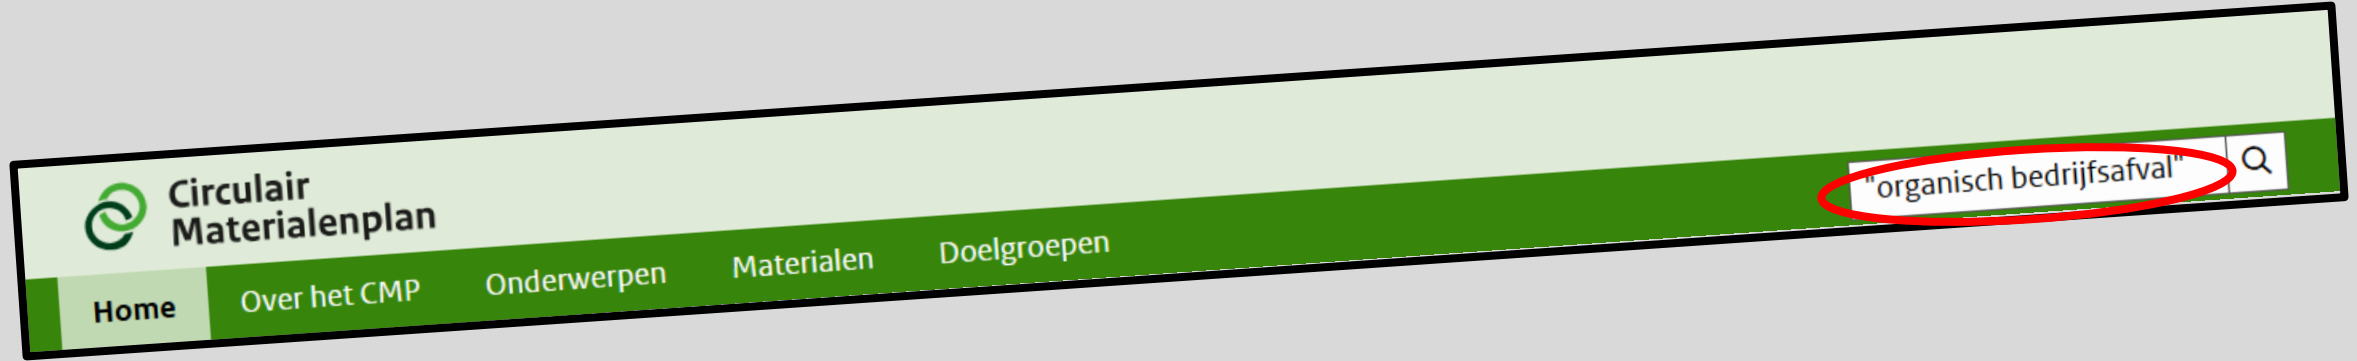 Circulair
Materialenplan
Home Over het CMP Onderwerpen Materialen Doelgroepen "organisch bedrijfsafval"